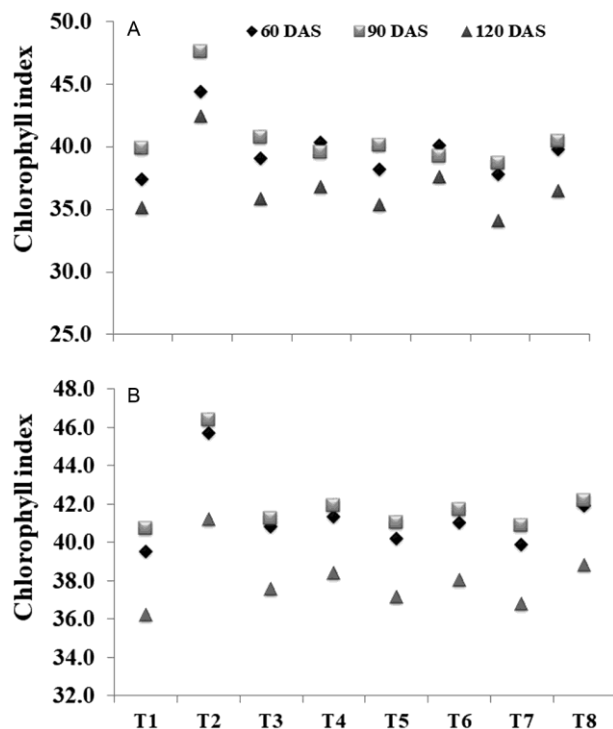 A
60 DAS 90 DAS 120 DAS
Chlorophyll index
50.0
45.0
40.0
35.0
30.0
25.0
B
Chlorophyll index
48.0
46.0
44.0
42.0
40.0
38.0
36.0
34.0
32.0
T1 T2 T3 T4 T5 T6 T7 T8